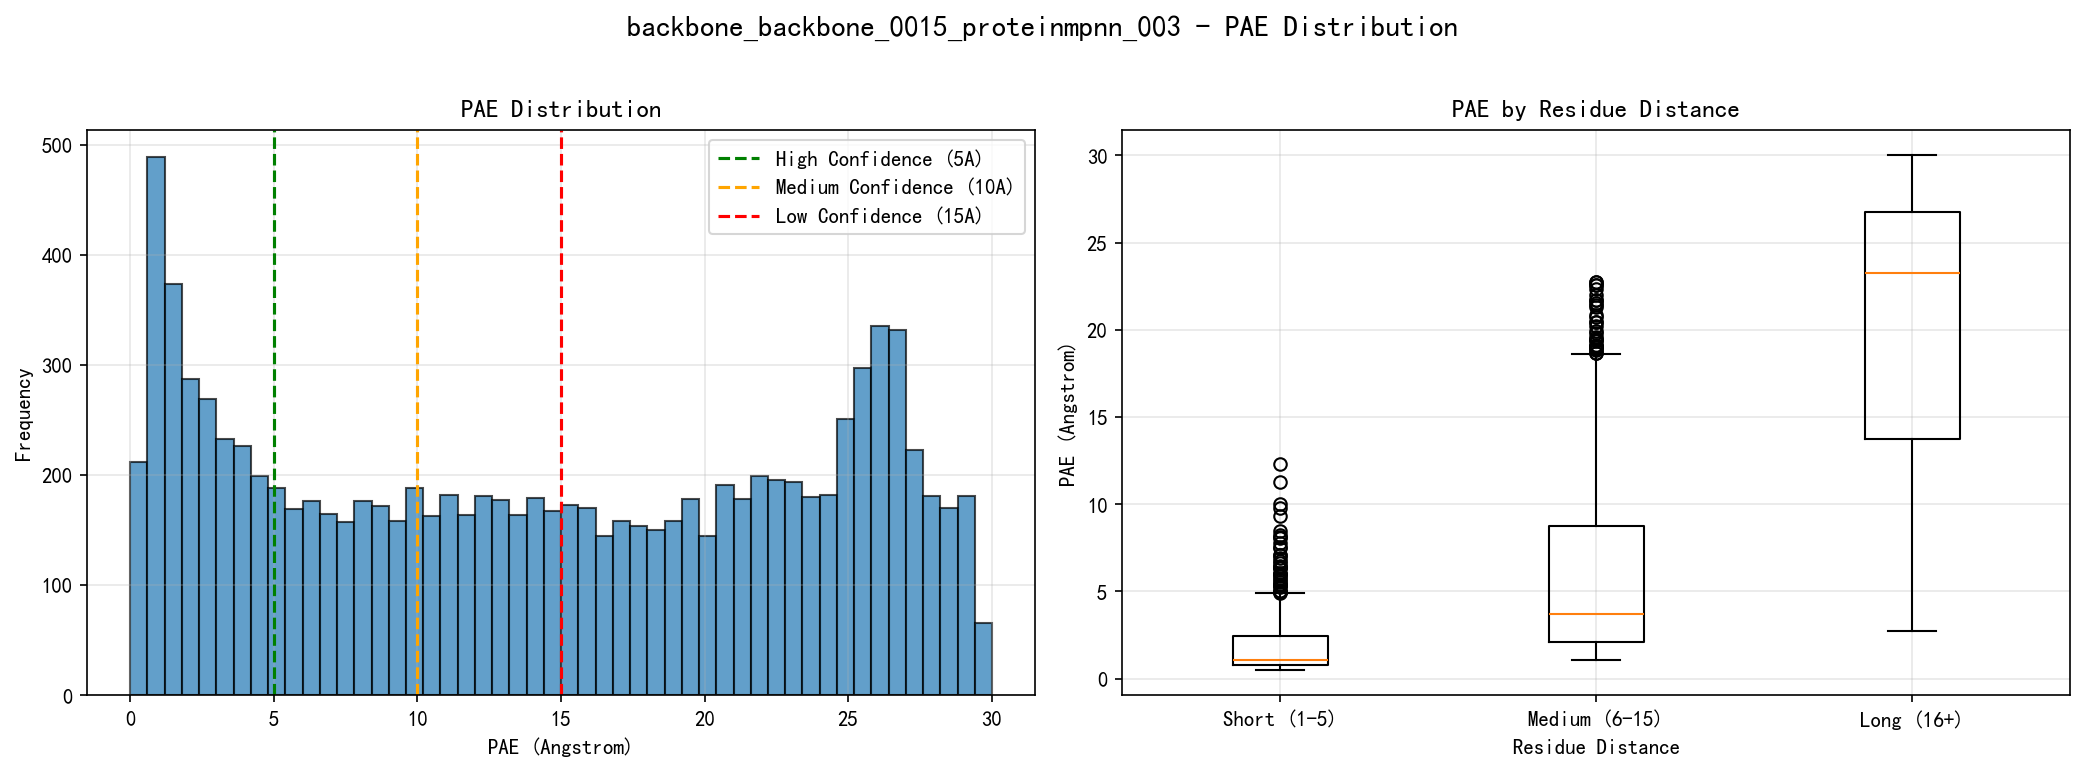 backbone_backbone_0015_proteinmpnn_003 - PAE Distribution
PAE Distribution
500
400
300
200
100
0
Frequency
High Confidence (5A)
Medium Confidence (10A)
Low Confidence (15A)
0 5 10 15 20 25 30
PAE (Angstrom)
PAE by Residue Distance
30
25
20
15
10
5
0
PAE (Angstrom)
Short (1-5) Medium (6-15) Long (16+)
Residue Distance